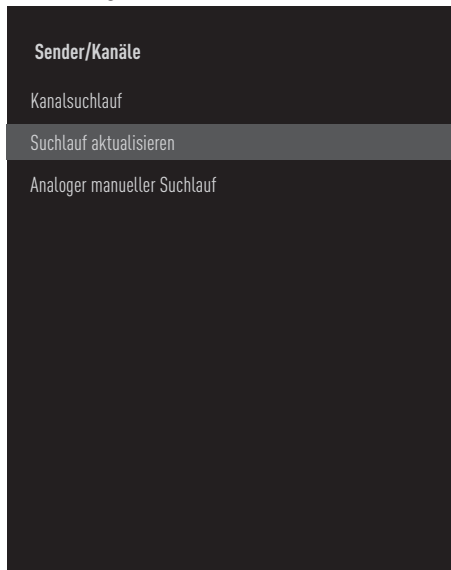 Sender/Kanäle
Kanalsuchlauf
Suchlauf aktualisieren
Analoger manueller Suchlauf